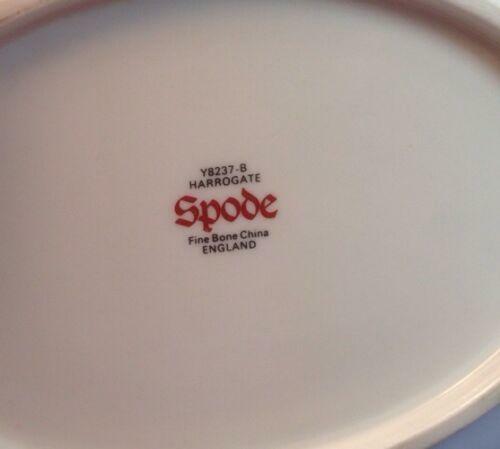 Y8237-B
HARROGATE
Spode
Fine Bone China
ENGLAND